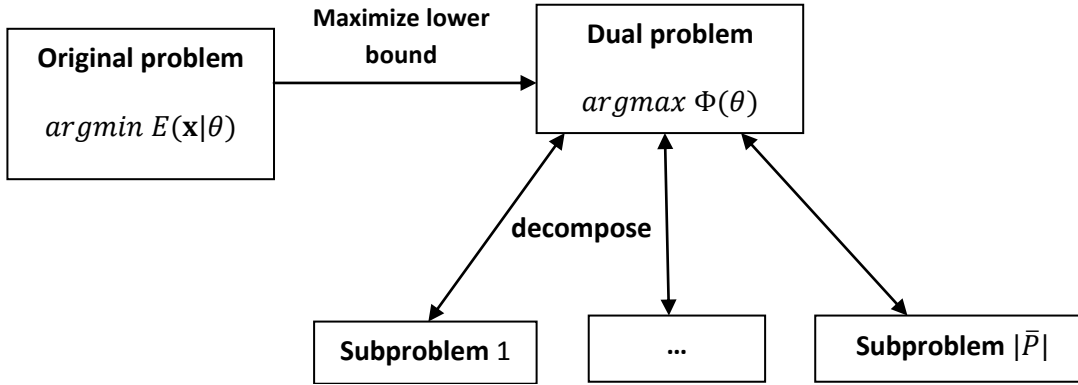 Maximize lower
bound
Original problem
argmin E(x|θ)
Dual problem
argmax Φ(θ)
decompose
Subproblem 1
...
Subproblem |P̄|